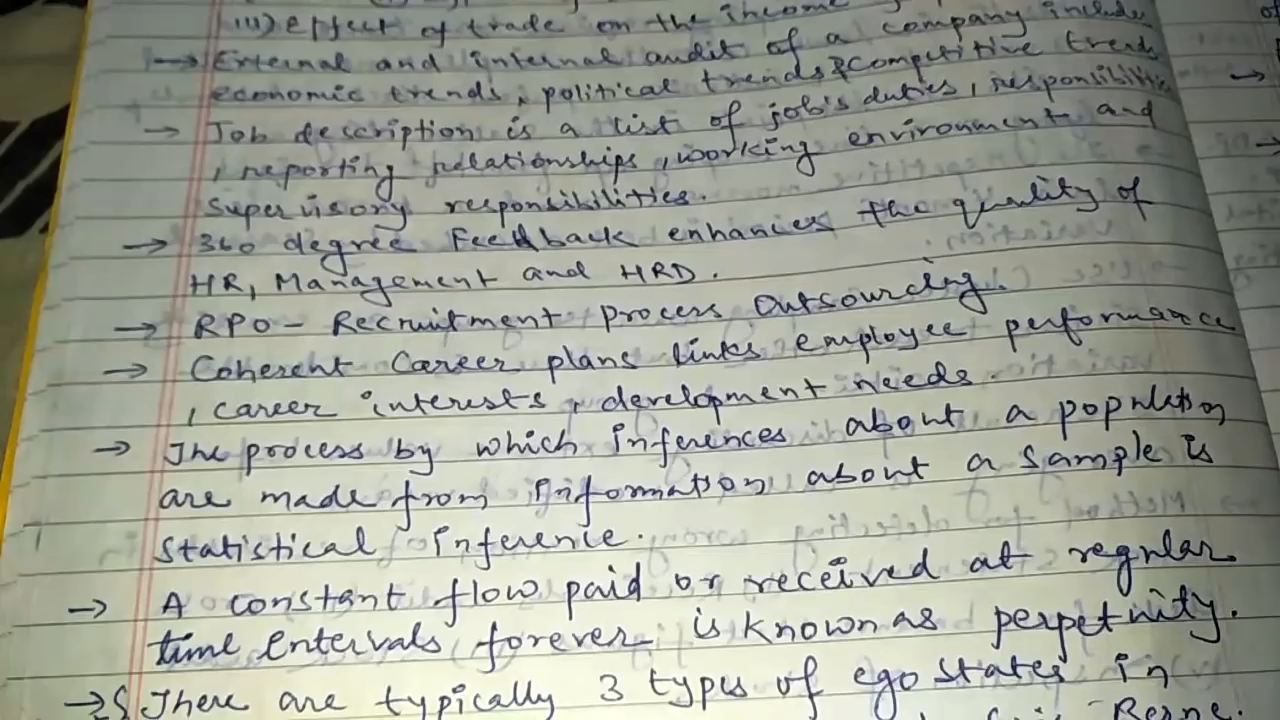 iii) effect of trade on the income
→ External and internal audit of a company includes
economic trends, political trends & competitive trends
→ Job description is a list of job's duties, responsibilities
, reporting relationships, working environment and
supervisory responsibilities.
→ 360 degree Feedback enhances the quality of
HR, Management and HRD.
→ RPO - Recruitment process Outsourcing.
→ Coherent Career plans links employee performance
, career interests, development needs.
→ The process by which inferences about a population
are made from information about a sample is
statistical inference.
→ A constant flow paid or received at regular
time intervals forever is known as perpetuity.
→ There are typically 3 types of ego states in
Berne.